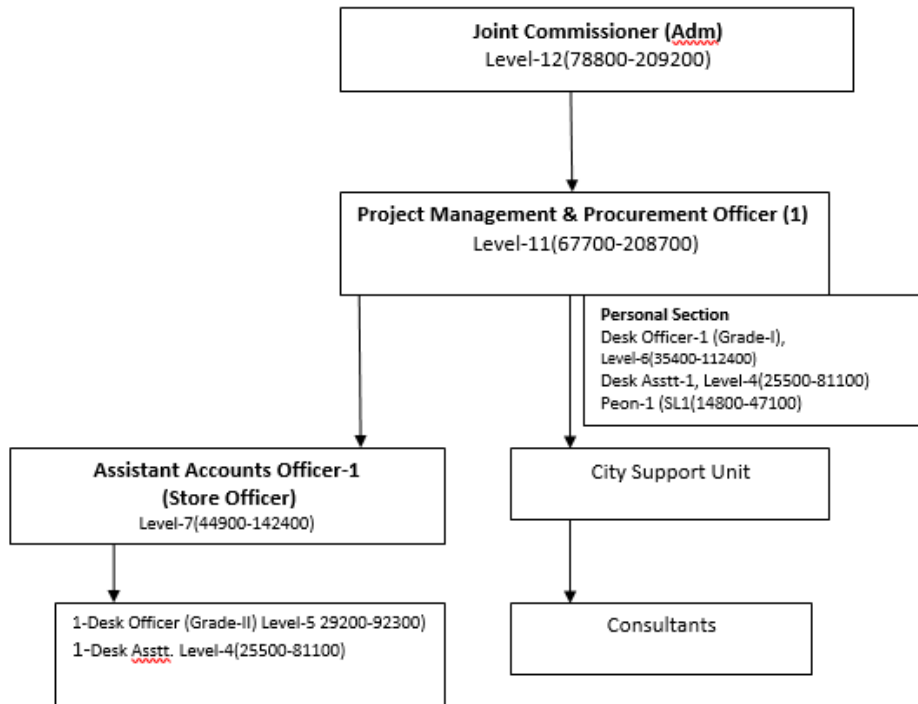 Joint Commissioner (Adm)
Level-12(78800-209200)
Project Management & Procurement Officer (1)
Level-11(67700-208700)
Personal Section
Desk Officer-1 (Grade-I),
Level-6(35400-112400)
Desk Asstt-1, Level-4(25500-81100)
Peon-1 (SL1(14800-47100)
Assistant Accounts Officer-1
(Store Officer)
Level-7(44900-142400)
City Support Unit
1-Desk Officer (Grade-II) Level-5 29200-92300)
1-Desk Asstt. Level-4(25500-81100)
Consultants